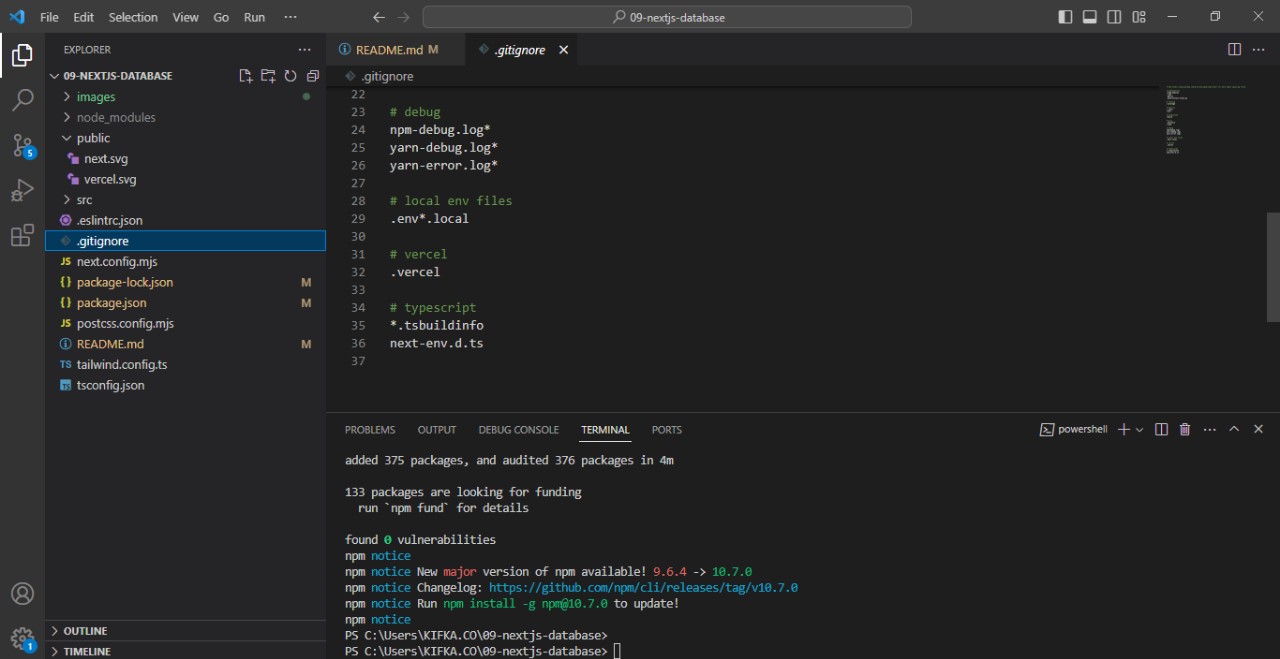 File Edit Selection View Go Run ···
09-nextjs-database
EXPLORER
09-NEXTJS-DATABASE
images
node_modules
public
next.svg
vercel.svg
src
.eslintrc.json
.gitignore
JS next.config.mjs
{} package-lock.json M
{} package.json M
JS postcss.config.mjs
README.md M
TS tailwind.config.ts
tsconfig.json
OUTLINE
TIMELINE
5
1
README.md M
.gitignore
.gitignore
22
23 # debug
24 npm-debug.log*
25 yarn-debug.log*
26 yarn-error.log*
27
28 # local env files
29 .env*.local
30
31 # vercel
32 .vercel
33
34 # typescript
35 *.tsbuildinfo
36 next-env.d.ts
37
PROBLEMS OUTPUT DEBUG CONSOLE TERMINAL PORTS
powershell
added 375 packages, and audited 376 packages in 4m
133 packages are looking for funding
run `npm fund` for details
found 0 vulnerabilities
npm notice
npm notice New major version of npm available! 9.6.4 -> 10.7.0
npm notice Changelog: https://github.com/npm/cli/releases/tag/v10.7.0
npm notice Run npm install -g npm@10.7.0 to update!
npm notice
PS C:\Users\KIFKA.CO\09-nextjs-database>
PS C:\Users\KIFKA.CO\09-nextjs-database>